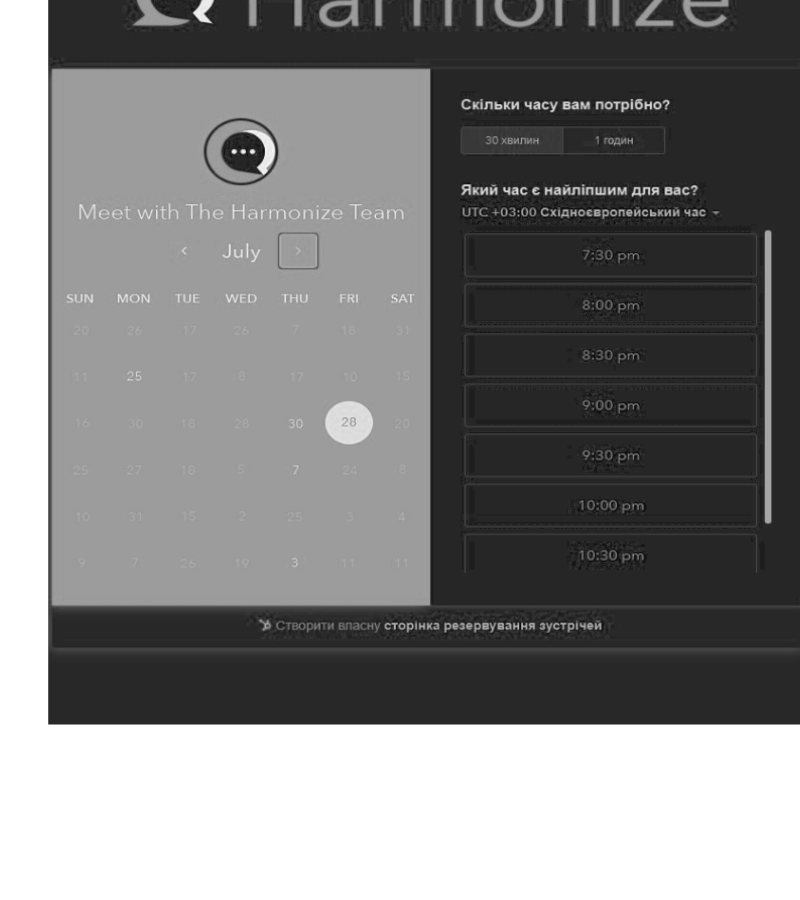 Harmonize
Meet with The Harmonize Team
July
SUN MON TUE WED THU FRI SAT
20 26 17 26 7 18 31
11 25 17 8 17 10 15
16 30 18 28 30 28 20
25 27 18 5 7 24 8
10 31 15 2 25 3 4
9 7 26 19 3 11 11
Скільки часу вам потрібно?
30 хвилин 1 годин
Який час є найліпшим для вас?
UTC +03:00 Східноєвропейський час
7:30 pm
8:00 pm
8:30 pm
9:00 pm
9:30 pm
10:00 pm
10:30 pm
Створити власну сторінка резервування зустрічей